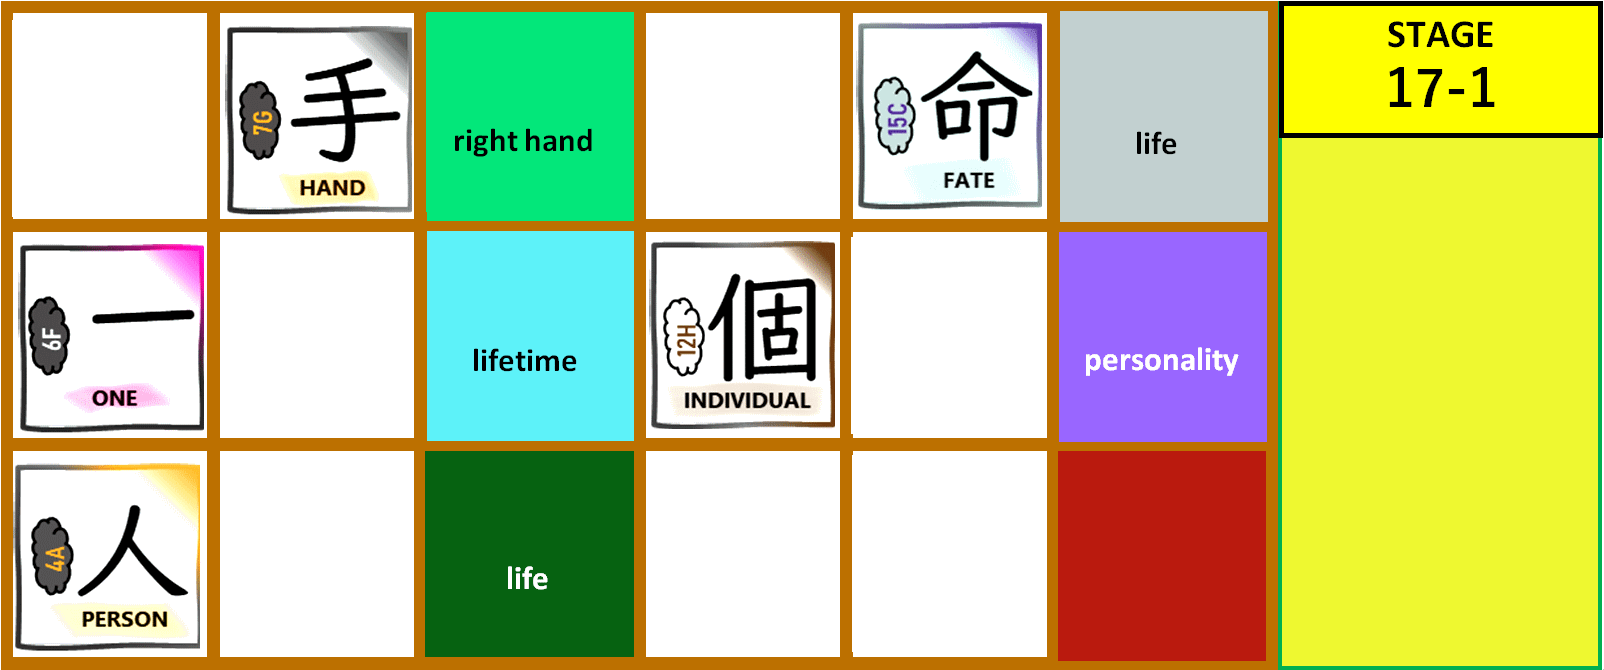 手
7G
HAND
right hand
命
15C
FATE
life
STAGE
17-1
一
6F
ONE
lifetime
個
12H
INDIVIDUAL
personality
人
4A
PERSON
life